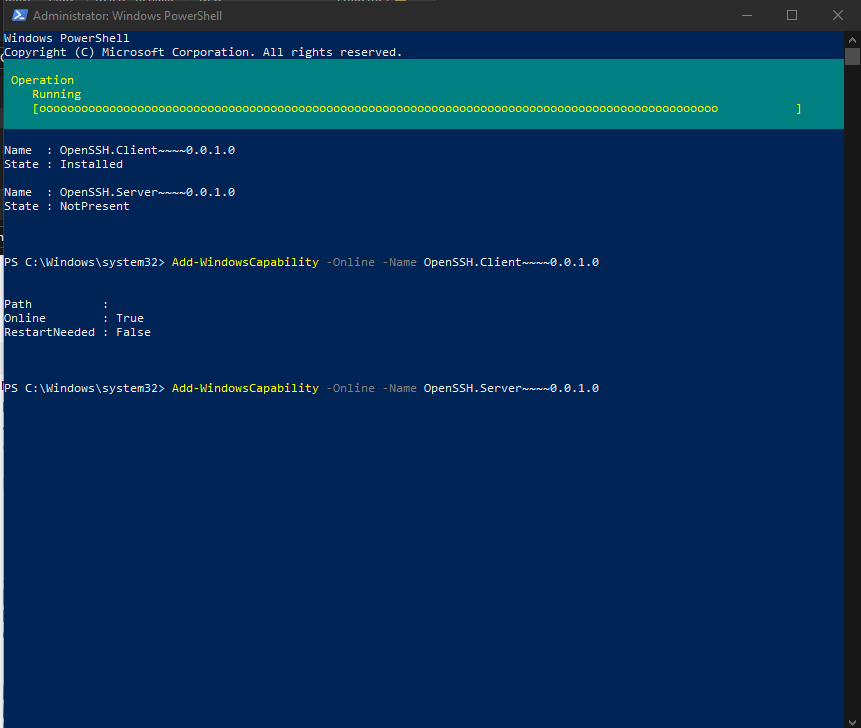 Administrator: Windows PowerShell
Windows PowerShell
Copyright (C) Microsoft Corporation. All rights reserved.
Operation
Running
[ooooooooooooooooooooooooooooooooooooooooooooooooooooooooooooooooooooooooooooooooooooooooooooooooo           ]
Name  : OpenSSH.Client~~~~0.0.1.0
State : Installed
Name  : OpenSSH.Server~~~~0.0.1.0
State : NotPresent
PS C:\Windows\system32> Add-WindowsCapability -Online -Name OpenSSH.Client~~~~0.0.1.0
Path          :
Online        : True
RestartNeeded : False
PS C:\Windows\system32> Add-WindowsCapability -Online -Name OpenSSH.Server~~~~0.0.1.0